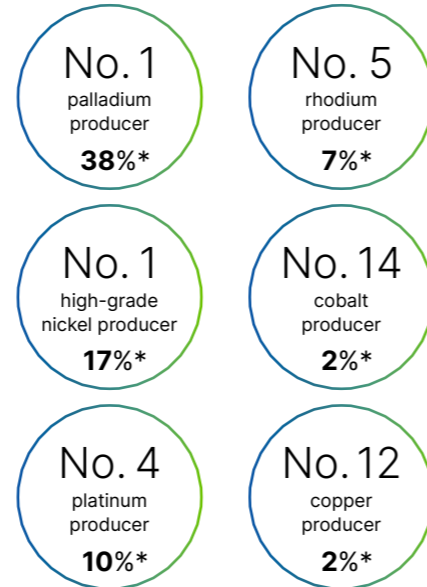 No. 1
palladium
producer
38%*
No. 5
rhodium
producer
7%*
No. 1
high-grade
nickel producer
17%*
No. 14
cobalt
producer
2%*
No. 4
platinum
producer
10%*
No. 12
copper
producer
2%*